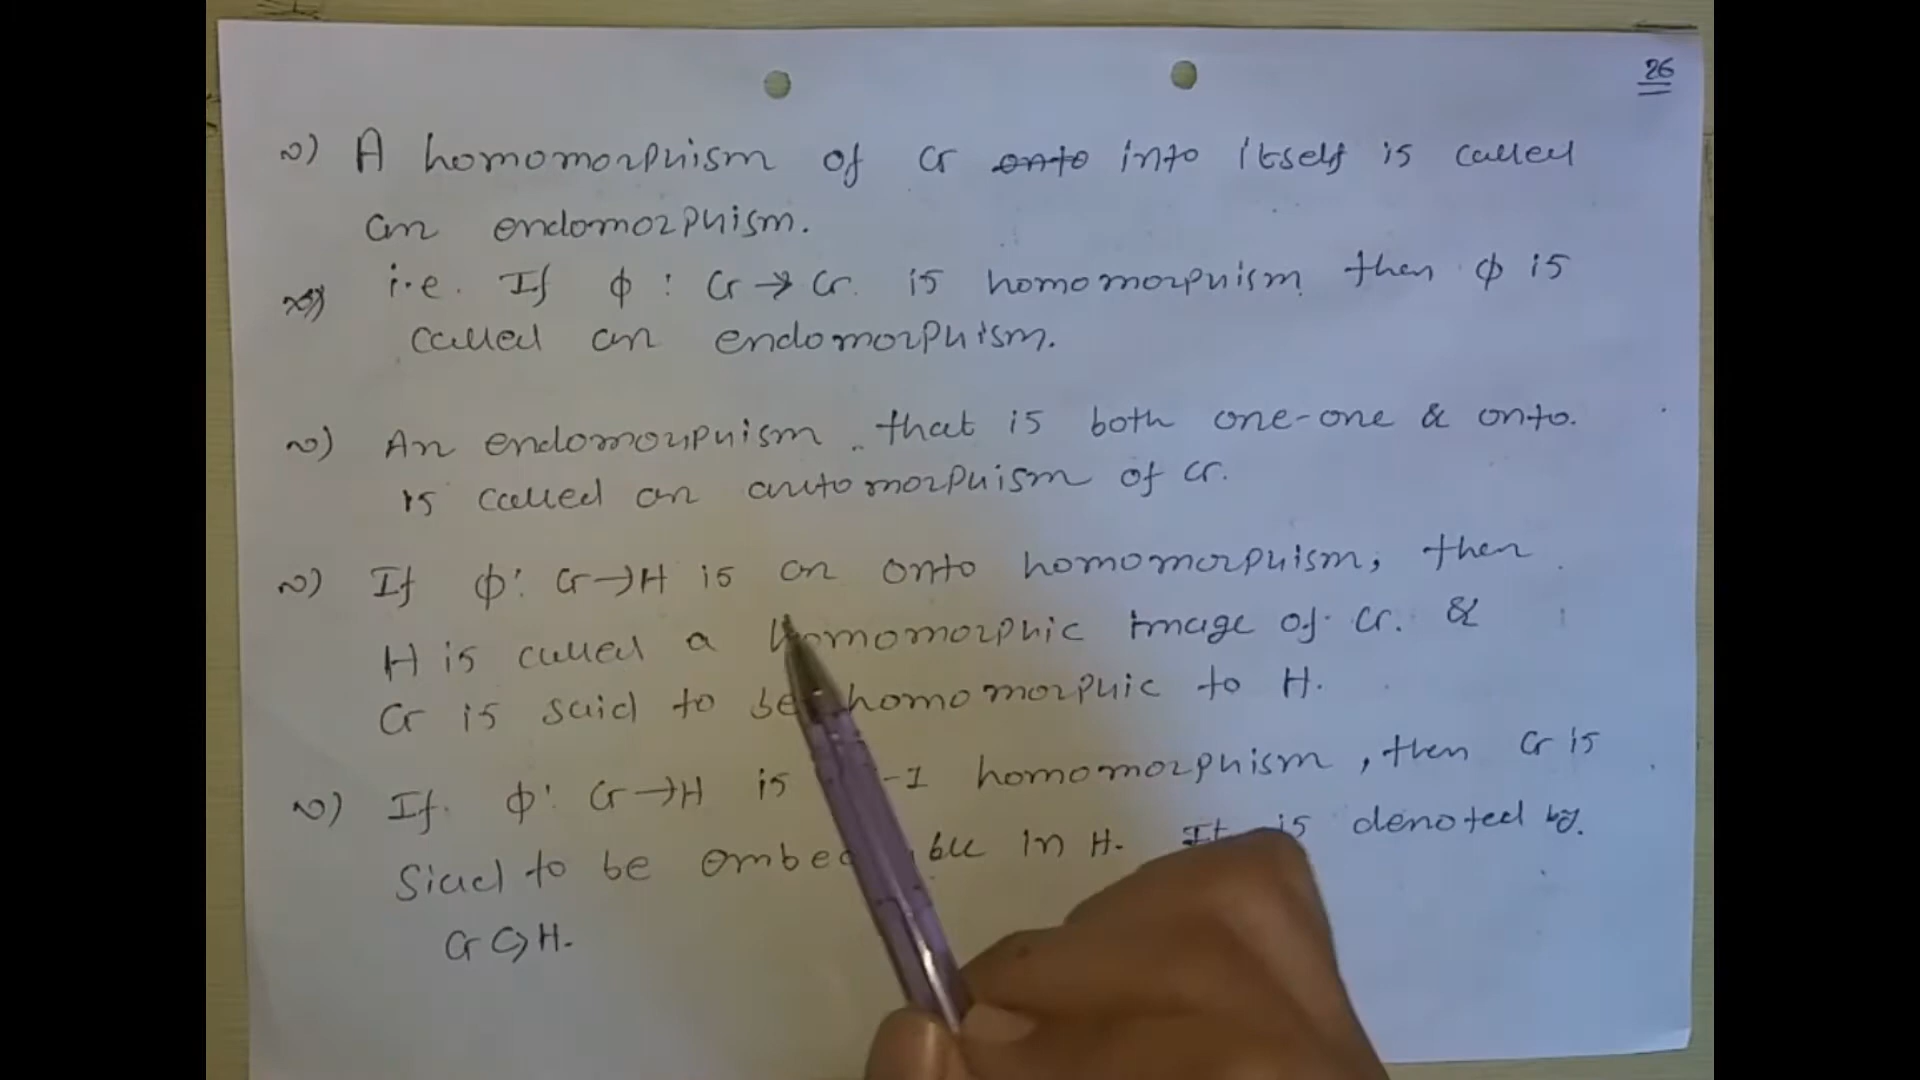 26
~) A homomorphism of G ~~onto~~ into itself is called
an endomorphism.
i.e. If φ : G → G. is homomorphism then φ is
called an endomorphism.
~) An endomorphism that is both one-one & onto.
is called an automorphism of G.
~) If φ: G→H is an onto homomorphism, then
H is called a homomorphic image of G. &
G is said to be homomorphic to H.
~) If. φ: G→H is -1 homomorphism, then G is
Siad to be in H. It is denoted by.
G ↪ H.